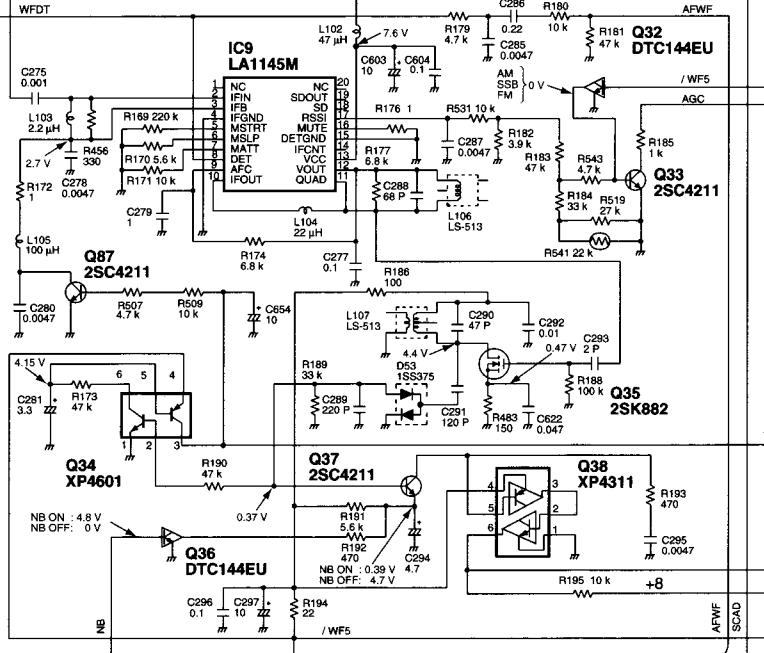 WFDT
L102
47 µH
7.6 V
R179
4.7 k
C286
0.22
R180
10 k
AFWF
C285
0.0047
R181
47 k
Q32
DTC144EU
IC9
LA1145M
C603
10
C604
0.1
AM
SSB
FM
0 V
/ WF5
AGC
C275
0.001
L103
2.2 µH
R456
330
R169 220 k
R170 5.6 k
R171 10 k
1 NC
2 IFIN
3 IFB
4 IFGND
5 MSTRT
6 MSLP
7 MATT
8 DET
9 AFC
10 IFOUT
NC 20
SDOUT 19
SD 18
RSSI 17
MUTE 16
DETGND 15
IFCNT 14
VCC 13
VOUT 12
QUAD 11
R176 1
R531 10 k
C287
0.0047
R182
3.9 k
R183
47 k
R543
4.7 k
R185
1 k
Q33
2SC4211
R184
33 k
R519
27 k
R541 22 k
2.7 V
C278
0.0047
R172
1
R177
6.8 k
C288
68 P
L106
LS-513
C279
1
L104
22 µH
L105
100 µH
R174
6.8 k
C277
0.1
Q87
2SC4211
C280
0.0047
R507
4.7 k
R509
10 k
C654
10
R186
100
L107
LS-513
C290
47 P
C292
0.01
C293
2 P
0.47 V
4.4 V
D53
1SS375
R188
100 k
Q35
2SK882
R483
150
C622
0.047
C291
120 P
R189
33 k
C289
220 P
4.15 V
C281
3.3
R173
47 k
6
5
4
1
2
3
Q34
XP4601
R190
47 k
0.37 V
Q37
2SC4211
Q38
XP4311
4
5
6
3
2
1
R193
470
C295
0.0047
NB ON : 4.8 V
NB OFF: 0 V
Q36
DTC144EU
R191
5.6 k
R192
470
C294
4.7
NB ON : 0.39 V
NB OFF: 4.7 V
R195 10 k
+8
C296
0.1
C297
10
R194
22
/ WF5
NB
AFWF
SCAD